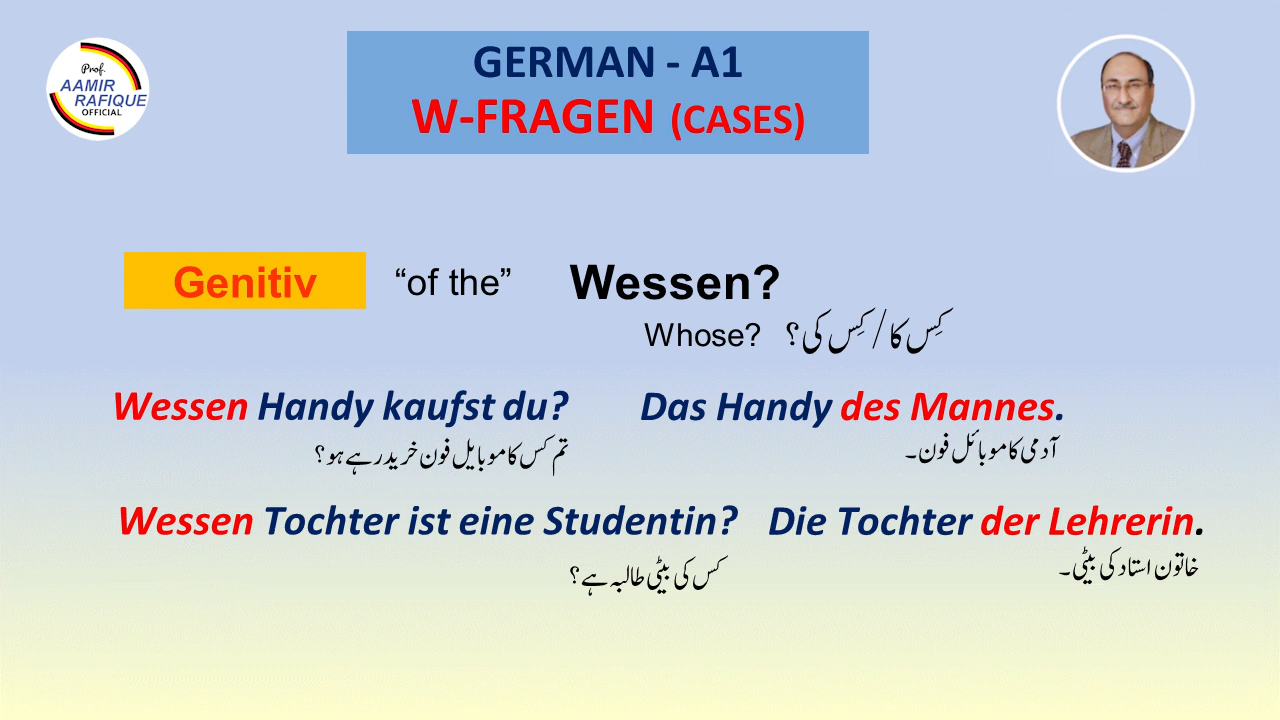 Prof.
AAMIR
RAFIQUE
OFFICIAL
GERMAN - A1
W-FRAGEN (CASES)
Genitiv “of the” Wessen?
Whose? کِس کا/کِس کی؟
Wessen Handy kaufst du? Das Handy des Mannes.
تم کس کا موبایل فون خرید رہے ہو؟ آدمی کا موبائل فون۔
Wessen Tochter ist eine Studentin? Die Tochter der Lehrerin.
کس کی بیٹی طالبہ ہے؟ خاتون استاد کی بیٹی۔